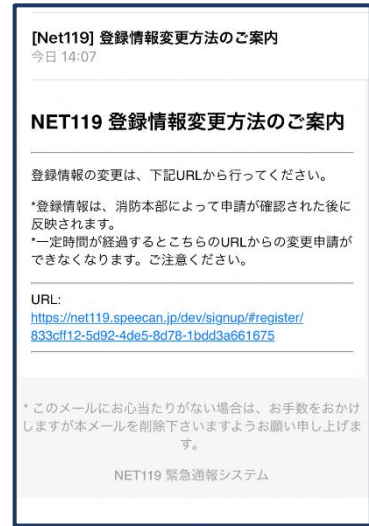 [Net119] 登録情報変更方法のご案内
今日 14:07
NET119 登録情報変更方法のご案内
登録情報の変更は、下記URLから行ってください。
*登録情報は、消防本部によって申請が確認された後に
反映されます。
*一定時間が経過するとこちらのURLからの変更申請が
できなくなります。ご注意ください。
URL:
https://net119.speecan.jp/dev/signup/#register/
833cff12-5d92-4de5-8d78-1bdd3a661675
* このメールにお心当たりがない場合は、お手数をおかけ
しますが本メールを削除下さいますようお願い申し上げま
す。
NET119 緊急通報システム